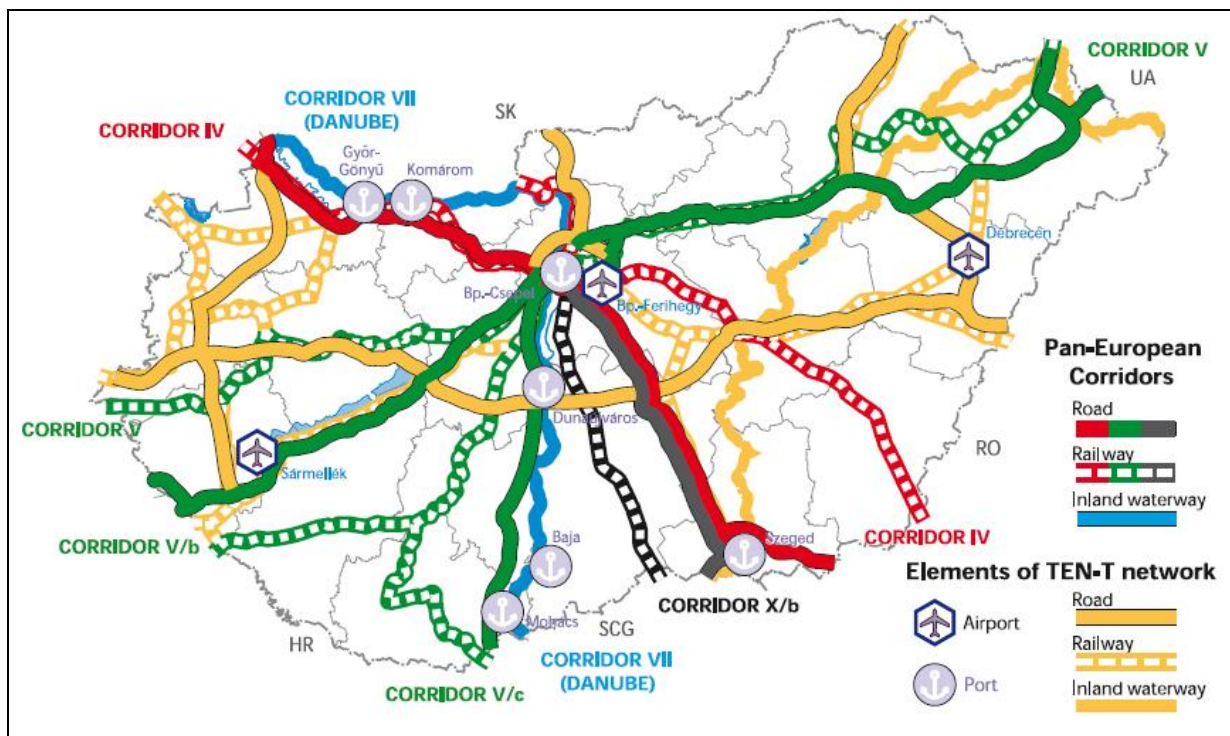 CORRIDOR V
UA
CORRIDOR VII
(DANUBE)
SK
CORRIDOR IV
Győr-
Gönyű
Komárom
Debrecen
Bp.-Csepel
Bp.-Ferihegy
Pan-European
Corridors
Road
Railway
Inland waterway
Dunaújváros
CORRIDOR V
RO
Sármellék
CORRIDOR V/b
Baja
Szeged
CORRIDOR IV
Elements of TEN-T network
Road
Airport
Railway
Port
Inland waterway
CORRIDOR X/b
Mohács
SCG
HR
CORRIDOR VII
(DANUBE)
CORRIDOR V/c